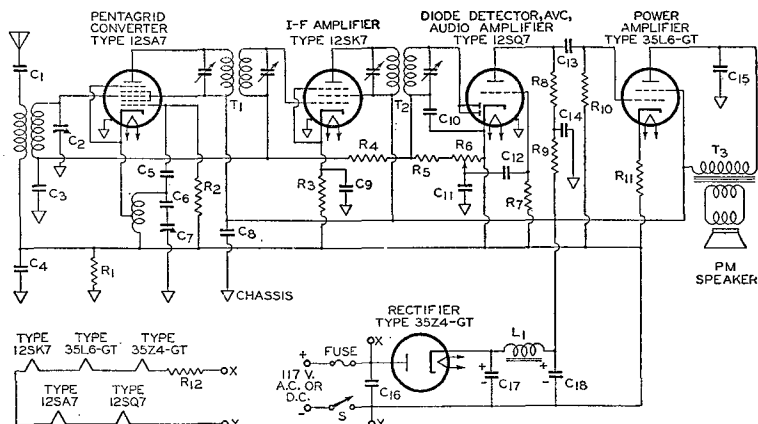 PENTAGRID
CONVERTER
TYPE 12SA7
I-F AMPLIFIER
TYPE 12SK7
DIODE DETECTOR, AVC,
AUDIO AMPLIFIER
TYPE 12SQ7
POWER
AMPLIFIER
TYPE 35L6-GT
C1
C2
C3
C4
C5
C6
C7
R1
R2
T1
C8
CHASSIS
R3
C9
R4
T2
C10
R5
R6
C11
C12
R7
R8
C13
C14
R9
R10
R11
C15
T3
PM
SPEAKER
RECTIFIER
TYPE 35Z4-GT
TYPE
12SK7
TYPE
35L6-GT
TYPE
35Z4-GT
R12
X
TYPE
12SA7
TYPE
12SQ7
X
+
FUSE
X
117 V.
A.C. OR
D.C.
-
S
C16
X
L1
+
-
C17
+
-
C18